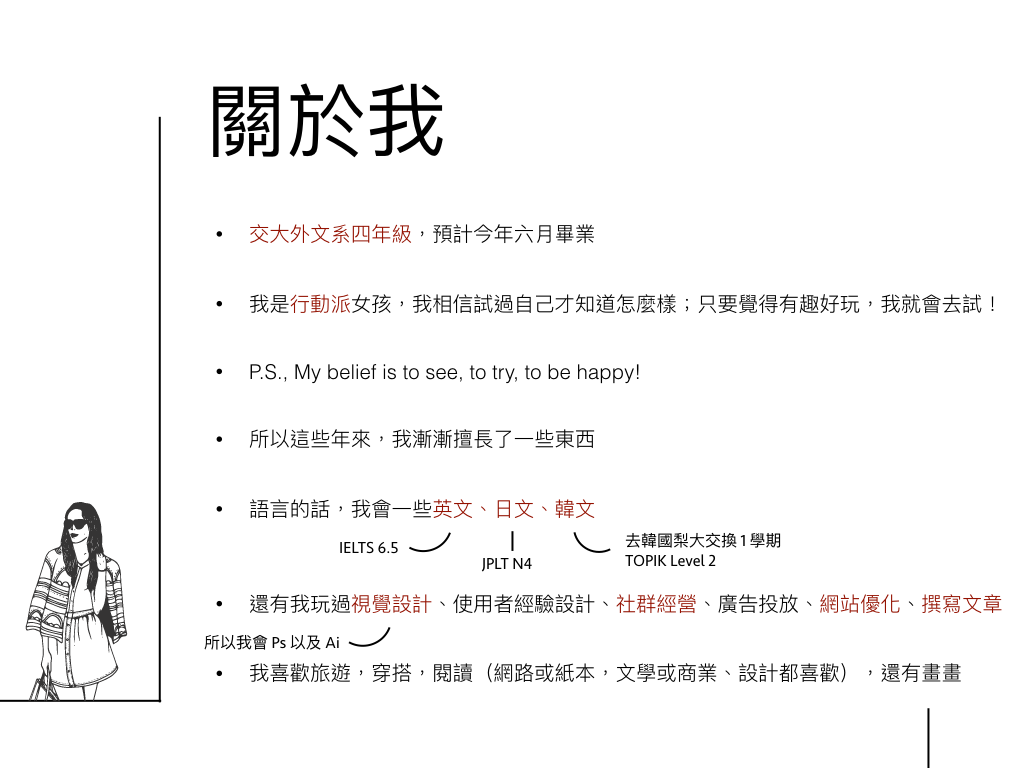 關於我
• 交大外文系四年級，預計今年六月畢業
• 我是行動派女孩，我相信試過自己才知道怎麼樣；只要覺得有趣好玩，我就會去試！
• P.S., My belief is to see, to try, to be happy!
• 所以這些年來，我漸漸擅長了一些東西
• 語言的話，我會一些英文、日文、韓文
IELTS 6.5
JPLT N4
去韓國梨大交換1學期
TOPIK Level 2
• 還有我玩過視覺設計、使用者經驗設計、社群經營、廣告投放、網站優化、撰寫文章
所以我會 Ps 以及 Ai
• 我喜歡旅遊，穿搭，閱讀（網路或紙本，文學或商業、設計都喜歡），還有畫畫